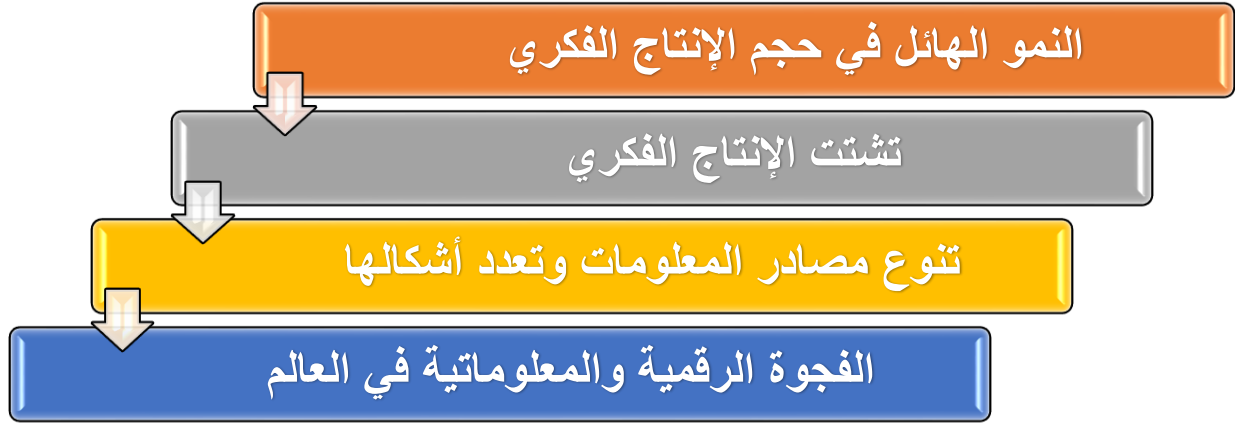 النمو الهائل في حجم الإنتاج الفكري
تشتت الإنتاج الفكري
تنوع مصادر المعلومات وتعدد أشكالها
الفجوة الرقمية والمعلوماتية في العالم